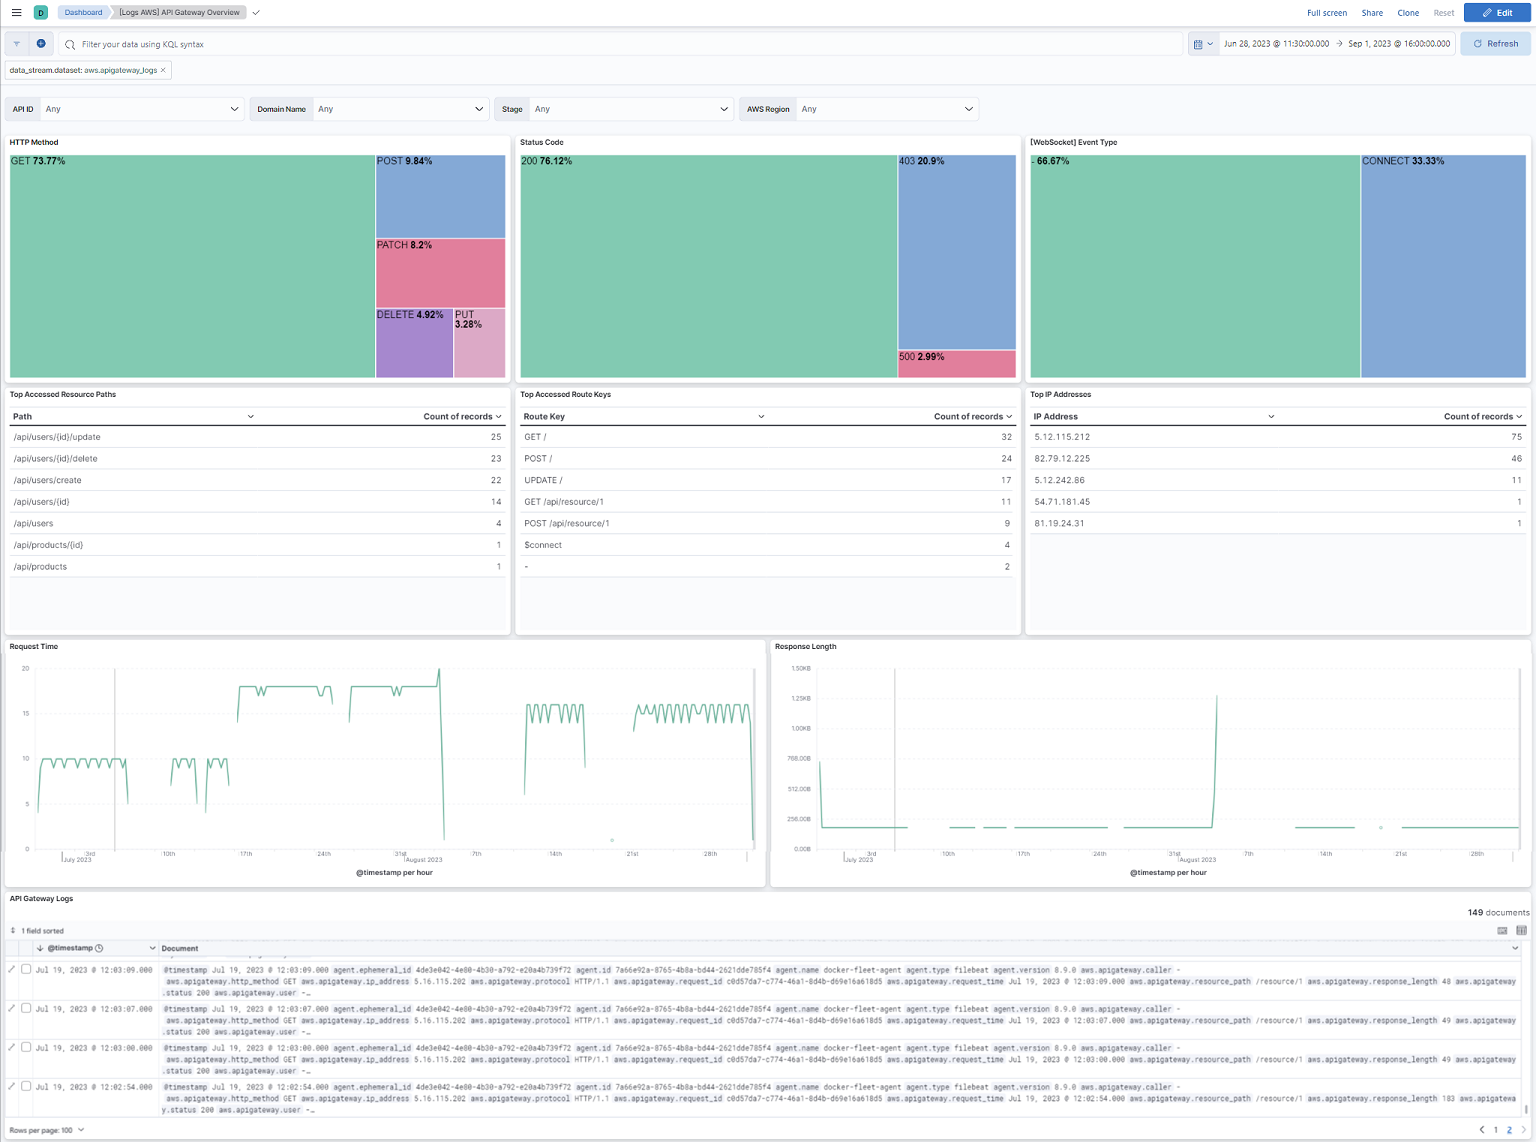 D Dashboard [Logs AWS] API Gateway Overview Full screen Share Clone Reset Edit
Filter your data using KQL syntax Jun 28, 2023 @ 11:30:00.000 → Sep 1, 2023 @ 16:00:00.000 Refresh
data_stream.dataset: aws.apigateway_logs ×
API ID Any Domain Name Any Stage Any AWS Region Any
HTTP Method
GET 73.77%
POST 9.84%
PATCH 8.2%
DELETE 4.92%
PUT
3.28%
Status Code
200 76.12%
403 20.9%
500 2.99%
[WebSocket] Event Type
- 66.67%
CONNECT 33.33%
Top Accessed Resource Paths
Path Count of records
/api/users/{id}/update 25
/api/users/{id}/delete 23
/api/users/create 22
/api/users/{id} 14
/api/users 4
/api/products/{id} 1
/api/products 1
Top Accessed Route Keys
Route Key Count of records
GET / 32
POST / 24
UPDATE / 17
GET /api/resource/1 11
POST /api/resource/1 9
$connect 4
- 2
Top IP Addresses
IP Address Count of records
5.12.115.212 75
82.79.12.225 46
5.12.242.86 11
54.71.181.45 1
81.19.24.31 1
Request Time
20
15
10
5
0
3rd 10th 17th 24th 31st 7th 14th 21st 28th
July 2023 August 2023
@timestamp per hour
Response Length
1.50KB
1.25KB
1.00KB
768.00B
512.00B
256.00B
0.00B
3rd 10th 17th 24th 31st 7th 14th 21st 28th
July 2023 August 2023
@timestamp per hour
API Gateway Logs
149 documents
1 field sorted
@timestamp Document
Jul 19, 2023 @ 12:03:09.000 @timestamp Jul 19, 2023 @ 12:03:09.000 agent.ephemeral_id 4de3e042-4e80-4b30-a792-e20a4b739f72 agent.id 7a66e92a-8765-4b8a-bd44-2621dde785f4 agent.name docker-fleet-agent agent.type filebeat agent.version 8.9.0 aws.apigateway.caller -
aws.apigateway.http_method GET aws.apigateway.ip_address 5.16.115.202 aws.apigateway.protocol HTTP/1.1 aws.apigateway.request_id c0d57da7-c774-46a1-8d4b-d69e16a618d5 aws.apigateway.request_time Jul 19, 2023 @ 12:03:09.000 aws.apigateway.resource_path /resource/1 aws.apigateway.response_length 48 aws.apigateway
.status 200 aws.apigateway.user -…
Jul 19, 2023 @ 12:03:07.000 @timestamp Jul 19, 2023 @ 12:03:07.000 agent.ephemeral_id 4de3e042-4e80-4b30-a792-e20a4b739f72 agent.id 7a66e92a-8765-4b8a-bd44-2621dde785f4 agent.name docker-fleet-agent agent.type filebeat agent.version 8.9.0 aws.apigateway.caller -
aws.apigateway.http_method GET aws.apigateway.ip_address 5.16.115.202 aws.apigateway.protocol HTTP/1.1 aws.apigateway.request_id c0d57da7-c774-46a1-8d4b-d69e16a618d5 aws.apigateway.request_time Jul 19, 2023 @ 12:03:07.000 aws.apigateway.resource_path /resource/1 aws.apigateway.response_length 49 aws.apigateway
.status 200 aws.apigateway.user -…
Jul 19, 2023 @ 12:03:00.000 @timestamp Jul 19, 2023 @ 12:03:00.000 agent.ephemeral_id 4de3e042-4e80-4b30-a792-e20a4b739f72 agent.id 7a66e92a-8765-4b8a-bd44-2621dde785f4 agent.name docker-fleet-agent agent.type filebeat agent.version 8.9.0 aws.apigateway.caller -
aws.apigateway.http_method GET aws.apigateway.ip_address 5.16.115.202 aws.apigateway.protocol HTTP/1.1 aws.apigateway.request_id c0d57da7-c774-46a1-8d4b-d69e16a618d5 aws.apigateway.request_time Jul 19, 2023 @ 12:03:00.000 aws.apigateway.resource_path /resource/1 aws.apigateway.response_length 49 aws.apigateway
.status 200 aws.apigateway.user -…
Jul 19, 2023 @ 12:02:54.000 @timestamp Jul 19, 2023 @ 12:02:54.000 agent.ephemeral_id 4de3e042-4e80-4b30-a792-e20a4b739f72 agent.id 7a66e92a-8765-4b8a-bd44-2621dde785f4 agent.name docker-fleet-agent agent.type filebeat agent.version 8.9.0 aws.apigateway.caller -
aws.apigateway.http_method GET aws.apigateway.ip_address 5.16.115.202 aws.apigateway.protocol HTTP/1.1 aws.apigateway.request_id c0d57da7-c774-46a1-8d4b-d69e16a618d5 aws.apigateway.request_time Jul 19, 2023 @ 12:02:54.000 aws.apigateway.resource_path /resource/1 aws.apigateway.response_length 183 aws.apigatewa
y.status 200 aws.apigateway.user -…
Rows per page: 100 1 2